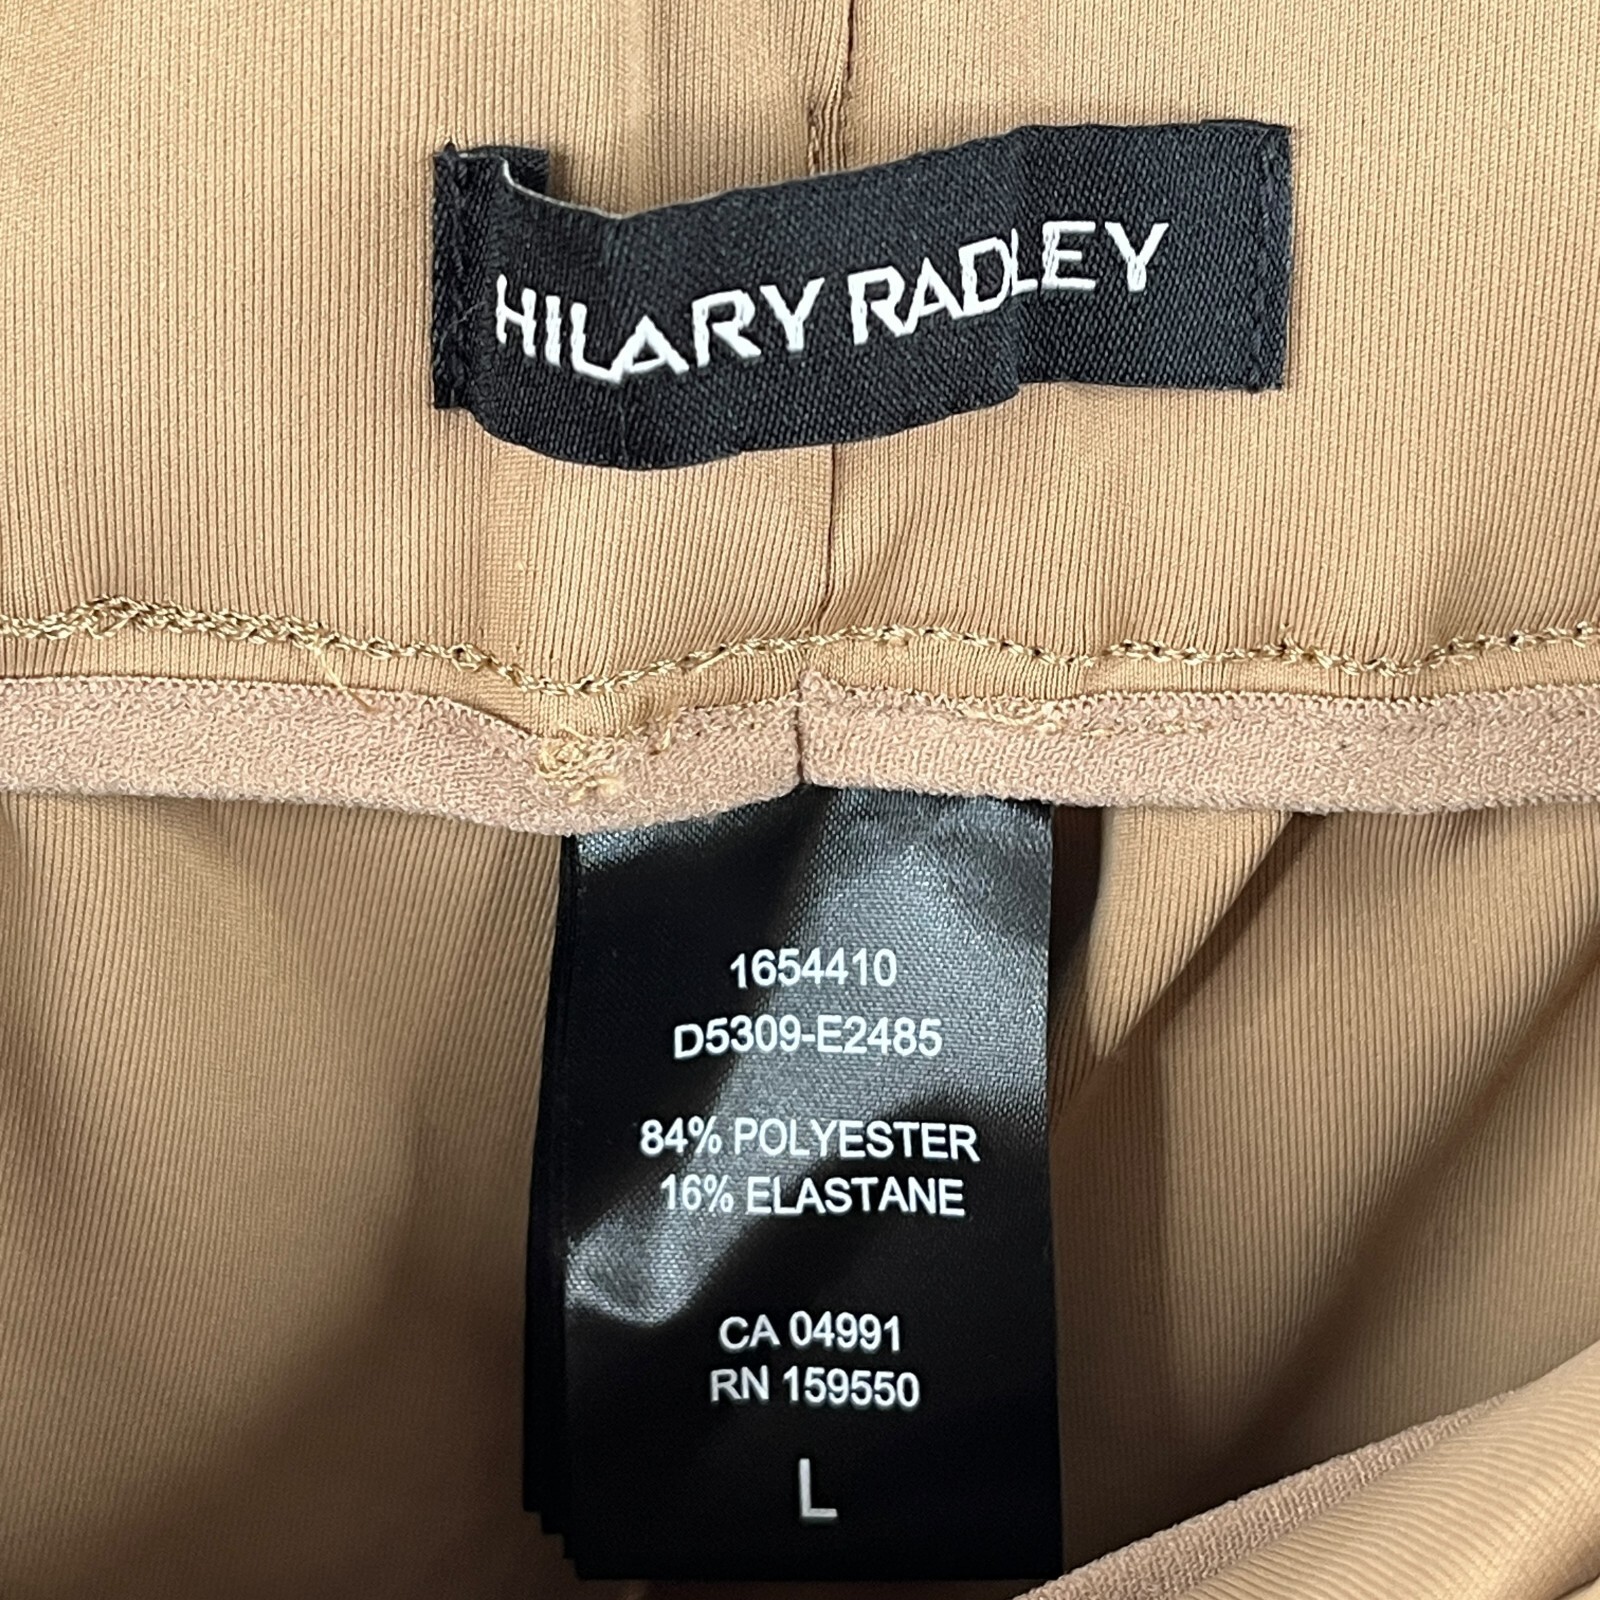 HILARY RADLEY
1654410
D5309-E2485
84% POLYESTER
16% ELASTANE
CA 04991
RN 159550
L